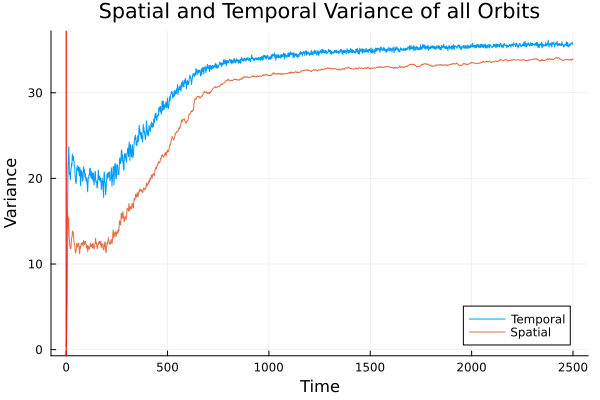 Spatial and Temporal Variance of all Orbits
Variance
30
20
10
0
Temporal
Spatial
0 500 1000 1500 2000 2500
Time